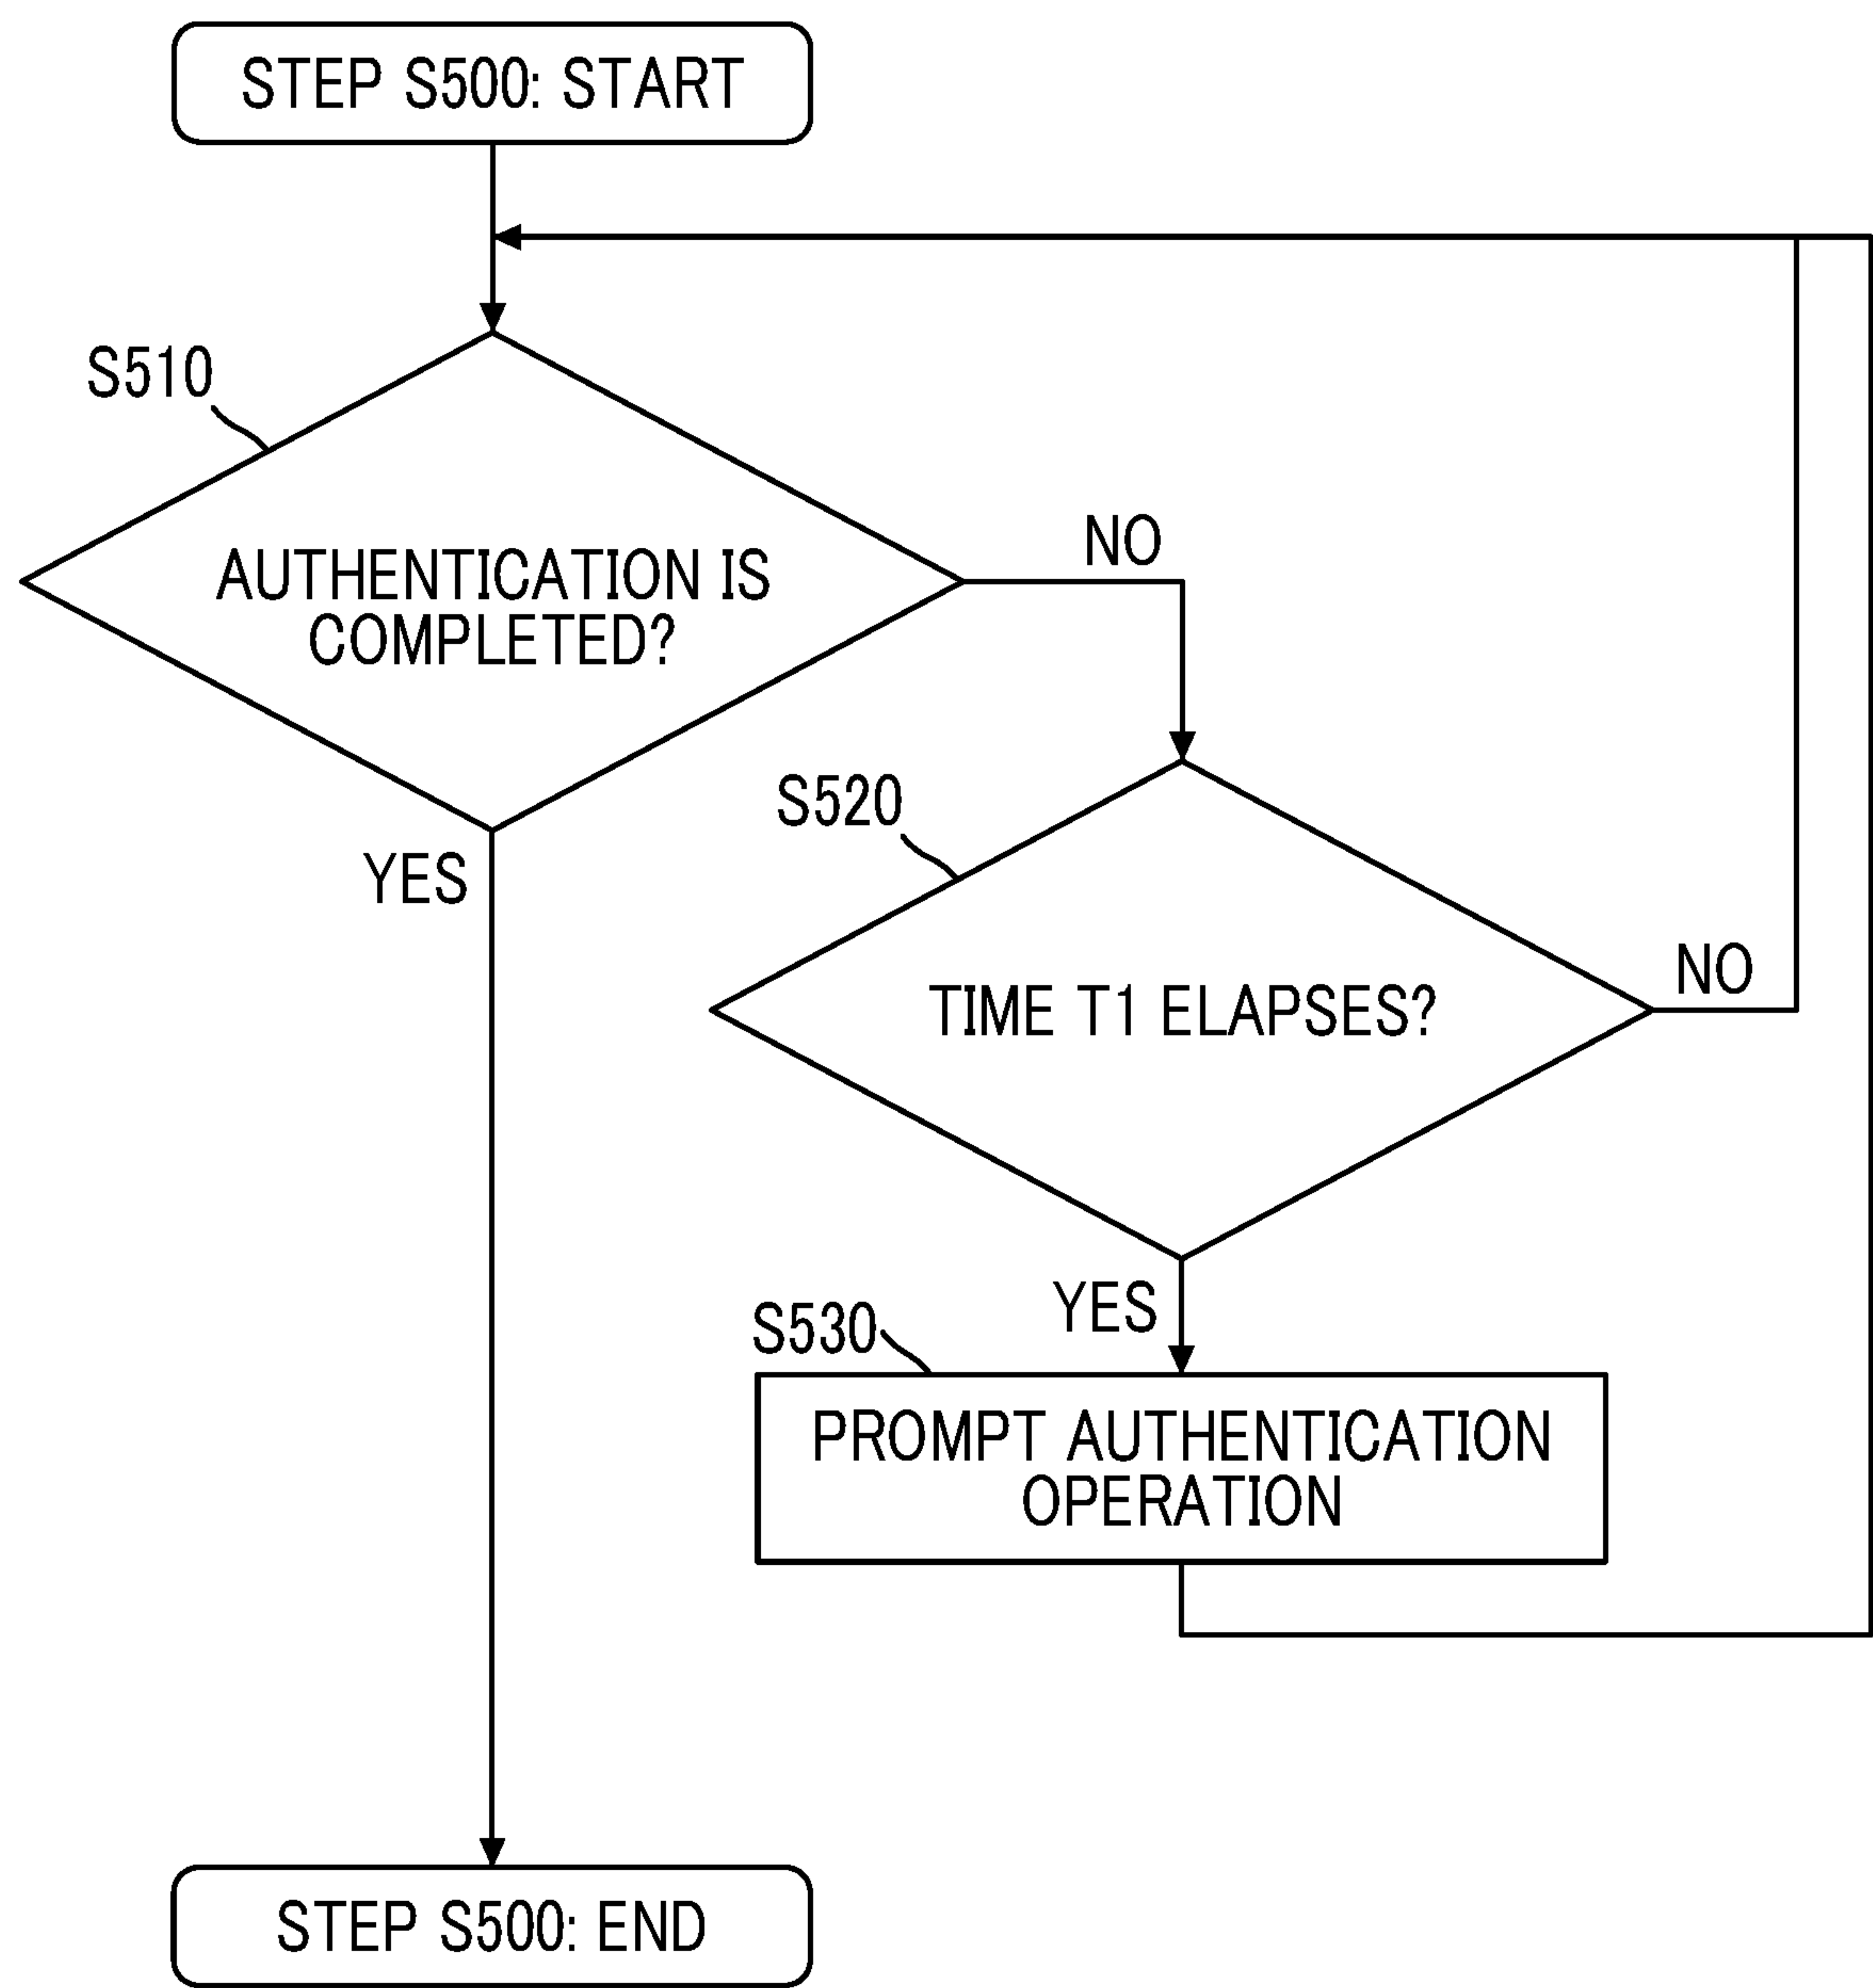 STEP S500: START
S510
AUTHENTICATION IS
COMPLETED?
NO
YES
S520
TIME T1 ELAPSES?
NO
YES
S530
PROMPT AUTHENTICATION
OPERATION
STEP S500: END